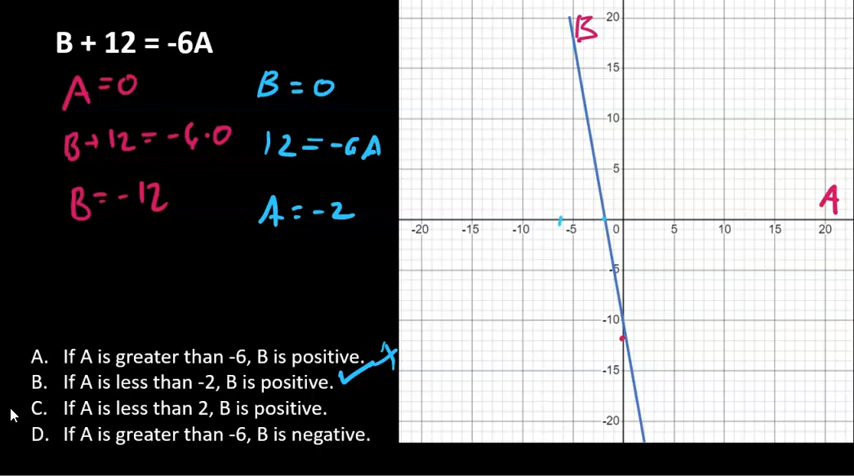 B + 12 = -6A
A = 0
B + 12 = -6·0
B = -12
B = 0
12 = -6A
A = -2
A. If A is greater than -6, B is positive.
B. If A is less than -2, B is positive.
C. If A is less than 2, B is positive.
D. If A is greater than -6, B is negative.
B
20
15
10
5
A
-20
-15
-10
-5
0
5
10
15
20
-5
-10
-15
-20